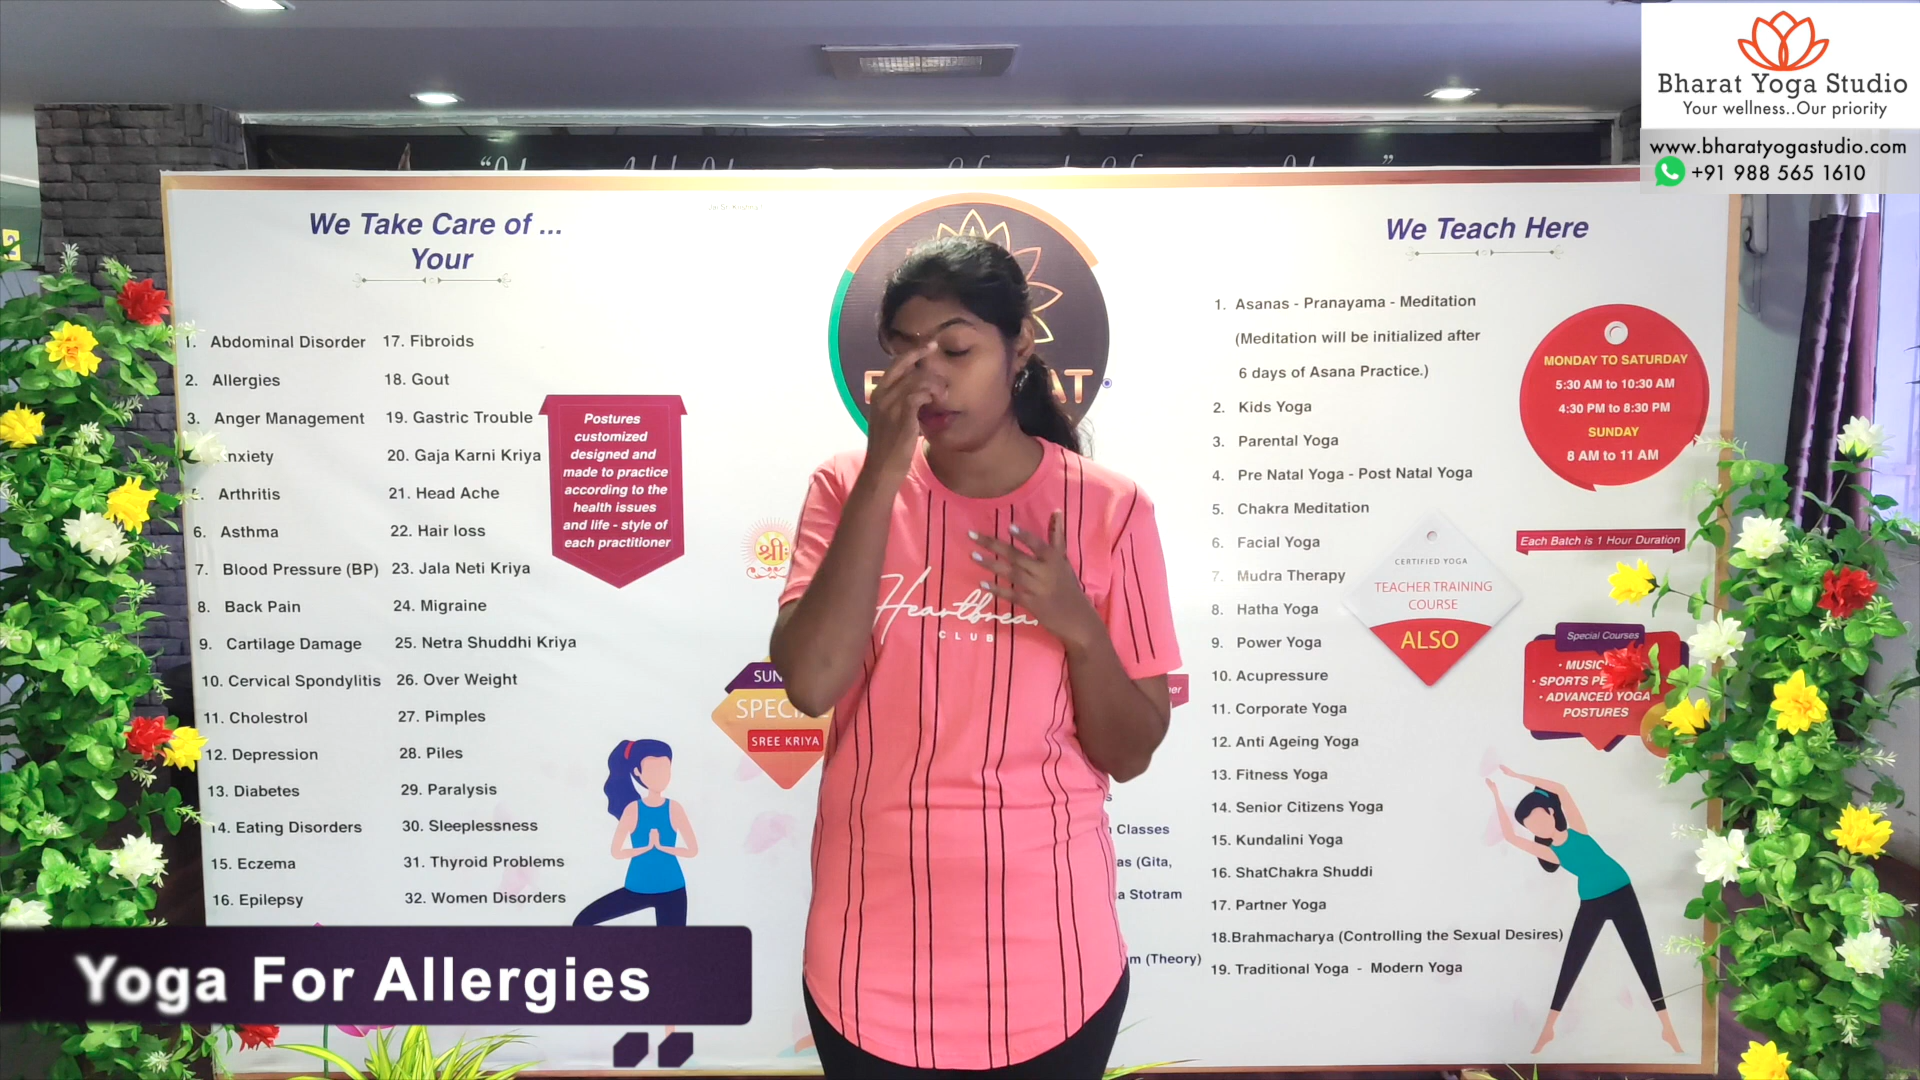 Bharat Yoga Studio
Your wellness..Our priority
www.bharatyogastudio.com
+91 988 565 1610
We Take Care of ...
Your
1. Abdominal Disorder
2. Allergies
3. Anger Management
nxiety
Arthritis
6. Asthma
7. Blood Pressure (BP)
8. Back Pain
9. Cartilage Damage
10. Cervical Spondylitis
11. Cholestrol
12. Depression
13. Diabetes
14. Eating Disorders
15. Eczema
16. Epilepsy
17. Fibroids
18. Gout
19. Gastric Trouble
20. Gaja Karni Kriya
21. Head Ache
22. Hair loss
23. Jala Neti Kriya
24. Migraine
25. Netra Shuddhi Kriya
26. Over Weight
27. Pimples
28. Piles
29. Paralysis
30. Sleeplessness
31. Thyroid Problems
32. Women Disorders
Postures
customized
designed and
made to practice
according to the
health issues
and life - style of
each practitioner
श्री
SUN
SPECIAL
SREE KRIYA
AT
Heartbrea
CLUB
Classes
as (Gita,
a Stotram
m (Theory)
We Teach Here
1. Asanas - Pranayama - Meditation
(Meditation will be initialized after
6 days of Asana Practice.)
2. Kids Yoga
3. Parental Yoga
4. Pre Natal Yoga - Post Natal Yoga
5. Chakra Meditation
6. Facial Yoga
7. Mudra Therapy
8. Hatha Yoga
9. Power Yoga
10. Acupressure
11. Corporate Yoga
12. Anti Ageing Yoga
13. Fitness Yoga
14. Senior Citizens Yoga
15. Kundalini Yoga
16. ShatChakra Shuddi
17. Partner Yoga
18.Brahmacharya (Controlling the Sexual Desires)
19. Traditional Yoga - Modern Yoga
MONDAY TO SATURDAY
5:30 AM to 10:30 AM
4:30 PM to 8:30 PM
SUNDAY
8 AM to 11 AM
Each Batch is 1 Hour Duration
CERTIFIED YOGA
TEACHER TRAINING
COURSE
ALSO
Special Courses
• MUSIC
• SPORTS PE
• ADVANCED YOGA
POSTURES
Yoga For Allergies